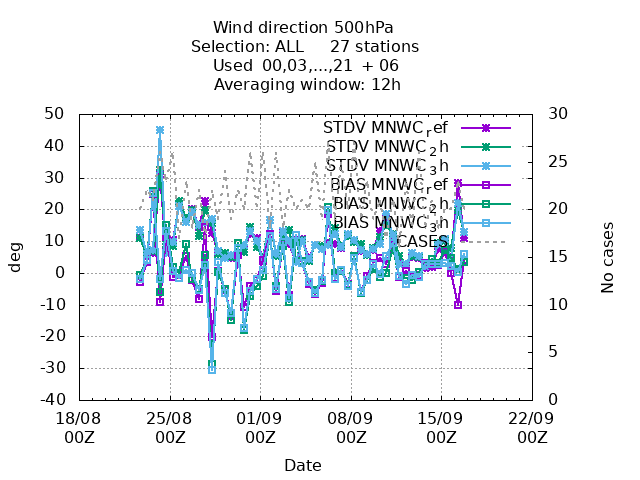 Wind direction 500hPa
Selection: ALL 27 stations
Used 00,03,...,21 + 06
Averaging window: 12h
50
40
30
20
10
0
-10
-20
-30
-40
deg
30
25
20
15
10
5
0
No cases
STDV MNWC_ref
STDV MNWC_2h
STDV MNWC_3h
BIAS MNWC_ref
BIAS MNWC_2h
BIAS MNWC_3h
CASES
18/08 25/08 01/09 08/09 15/09 22/09
00Z 00Z 00Z 00Z 00Z 00Z
Date